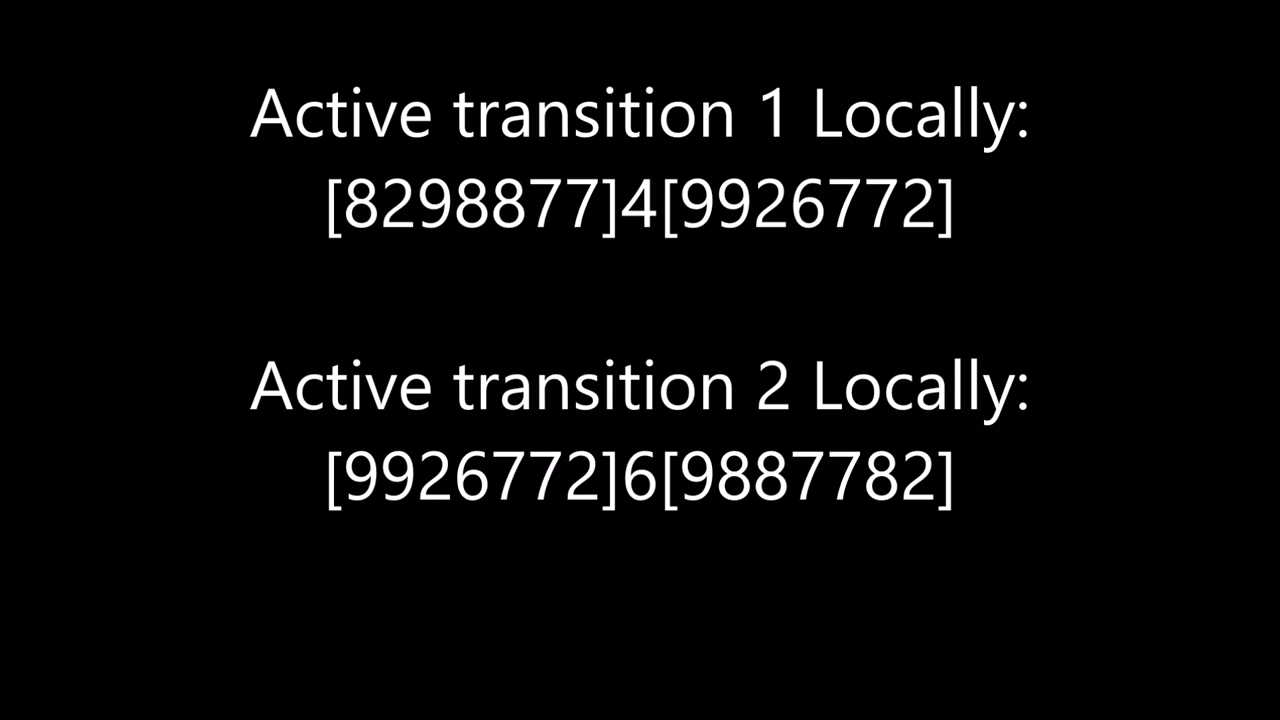 Active transition 1 Locally:
[8298877]4[9926772]
Active transition 2 Locally:
[9926772]6[9887782]